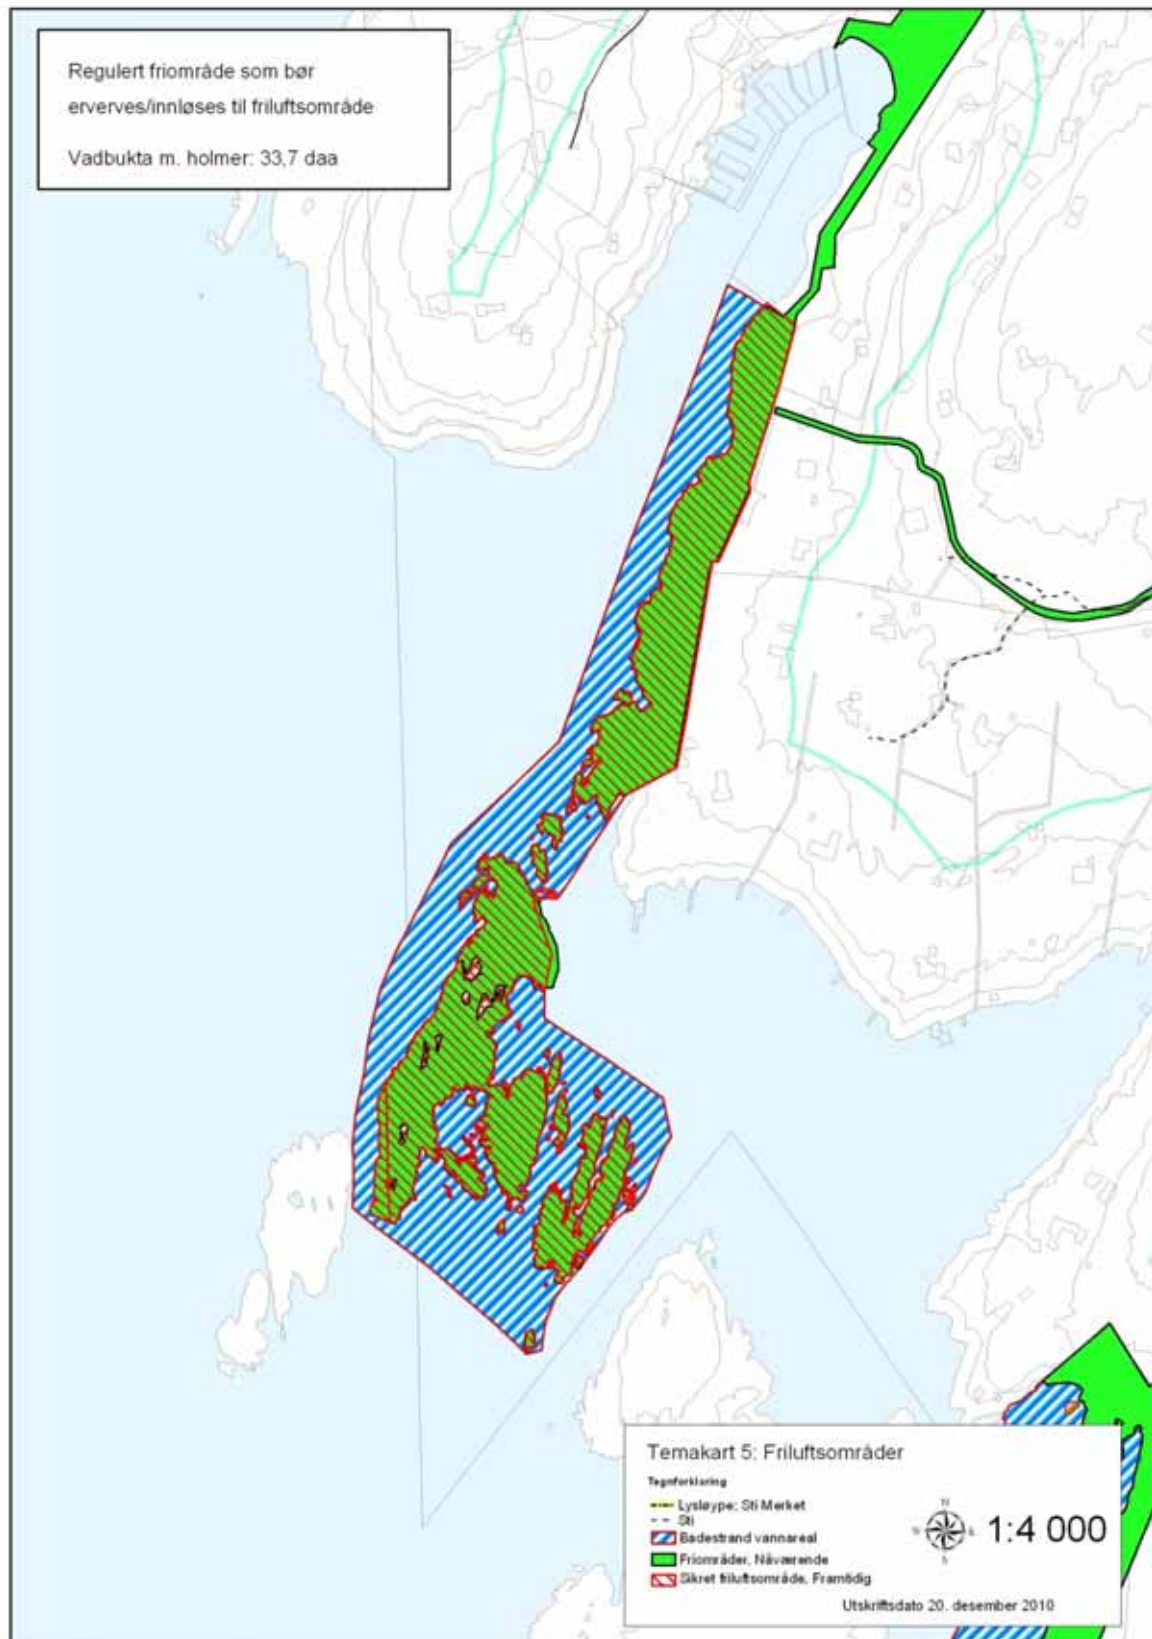 Regulert friområde som bør
erverves/innløses til friluftsområde
Vadbukta m. holmer: 33,7 daa
Temakart 5: Friluftsområder
Tegnforklaring
Lysløype; Sti Merket
Sti
Badestrand vannareal
Friområder, Nåværende
Sikret friluftsområde, Framtidig
N
W
E
S
1:4 000
Utskriftsdato 20. desember 2010